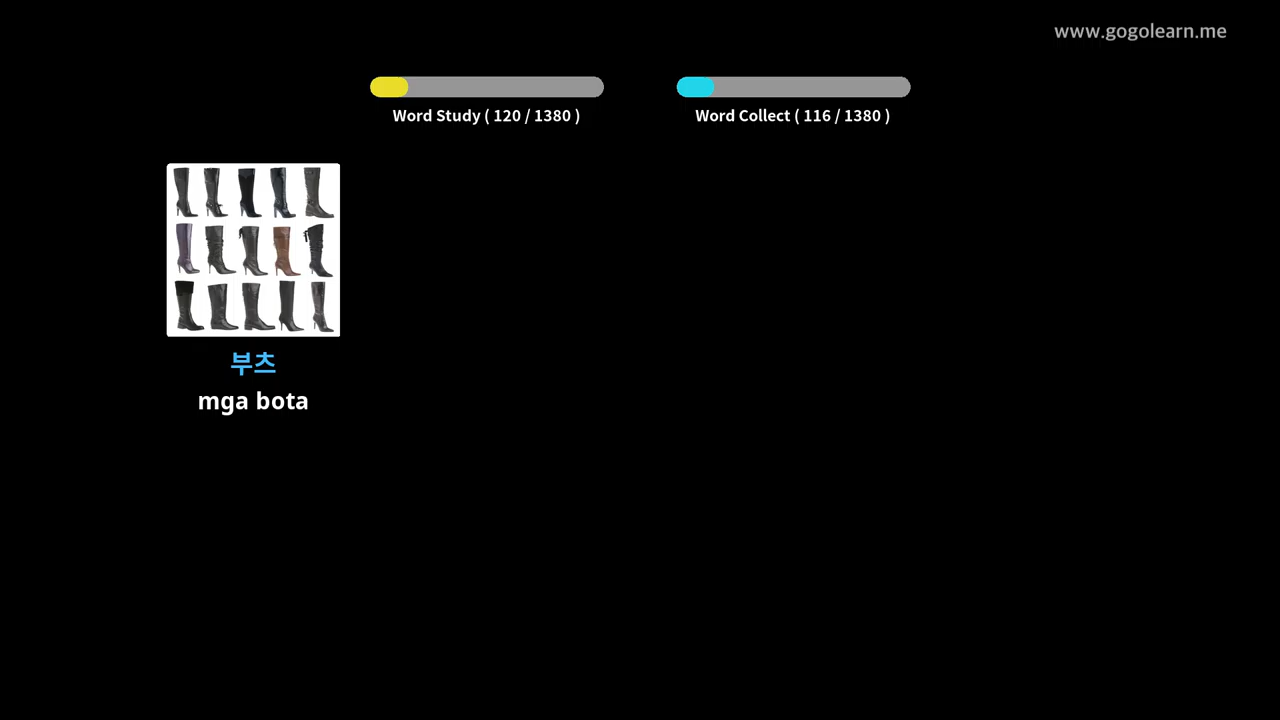 www.gogolearn.me
Word Study ( 120 / 1380 )
Word Collect ( 116 / 1380 )
부츠
mga bota